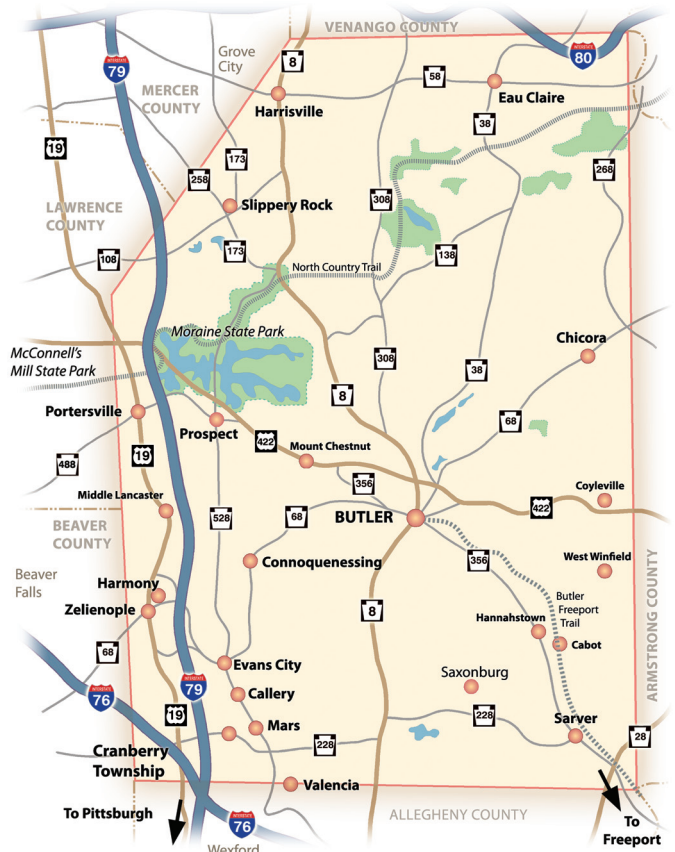 VENANGO COUNTY
INTERSTATE
79
Grove
City
8
INTERSTATE
80
58
MERCER
COUNTY
Harrisville
Eau Claire
38
19
173
258
268
308
LAWRENCE
COUNTY
Slippery Rock
173
138
108
North Country Trail
Moraine State Park
Chicora
McConnell's
Mill State Park
308
38
8
Portersville
68
Prospect
422
19
Mount Chestnut
488
356
Coyleville
Middle Lancaster
422
528
68
BUTLER
BEAVER
COUNTY
Connoquenessing
356
West Winfield
Beaver
Falls
Harmony
Butler
Freeport
Trail
ARMSTRONG COUNTY
Zelienople
8
Hannahstown
Cabot
68
Evans City
Saxonburg
INTERSTATE
79
INTERSTATE
76
Callery
19
228
Sarver
Mars
28
228
Cranberry
Township
Valencia
To Pittsburgh
ALLEGHENY COUNTY
INTERSTATE
76
To
Freeport
Wexford